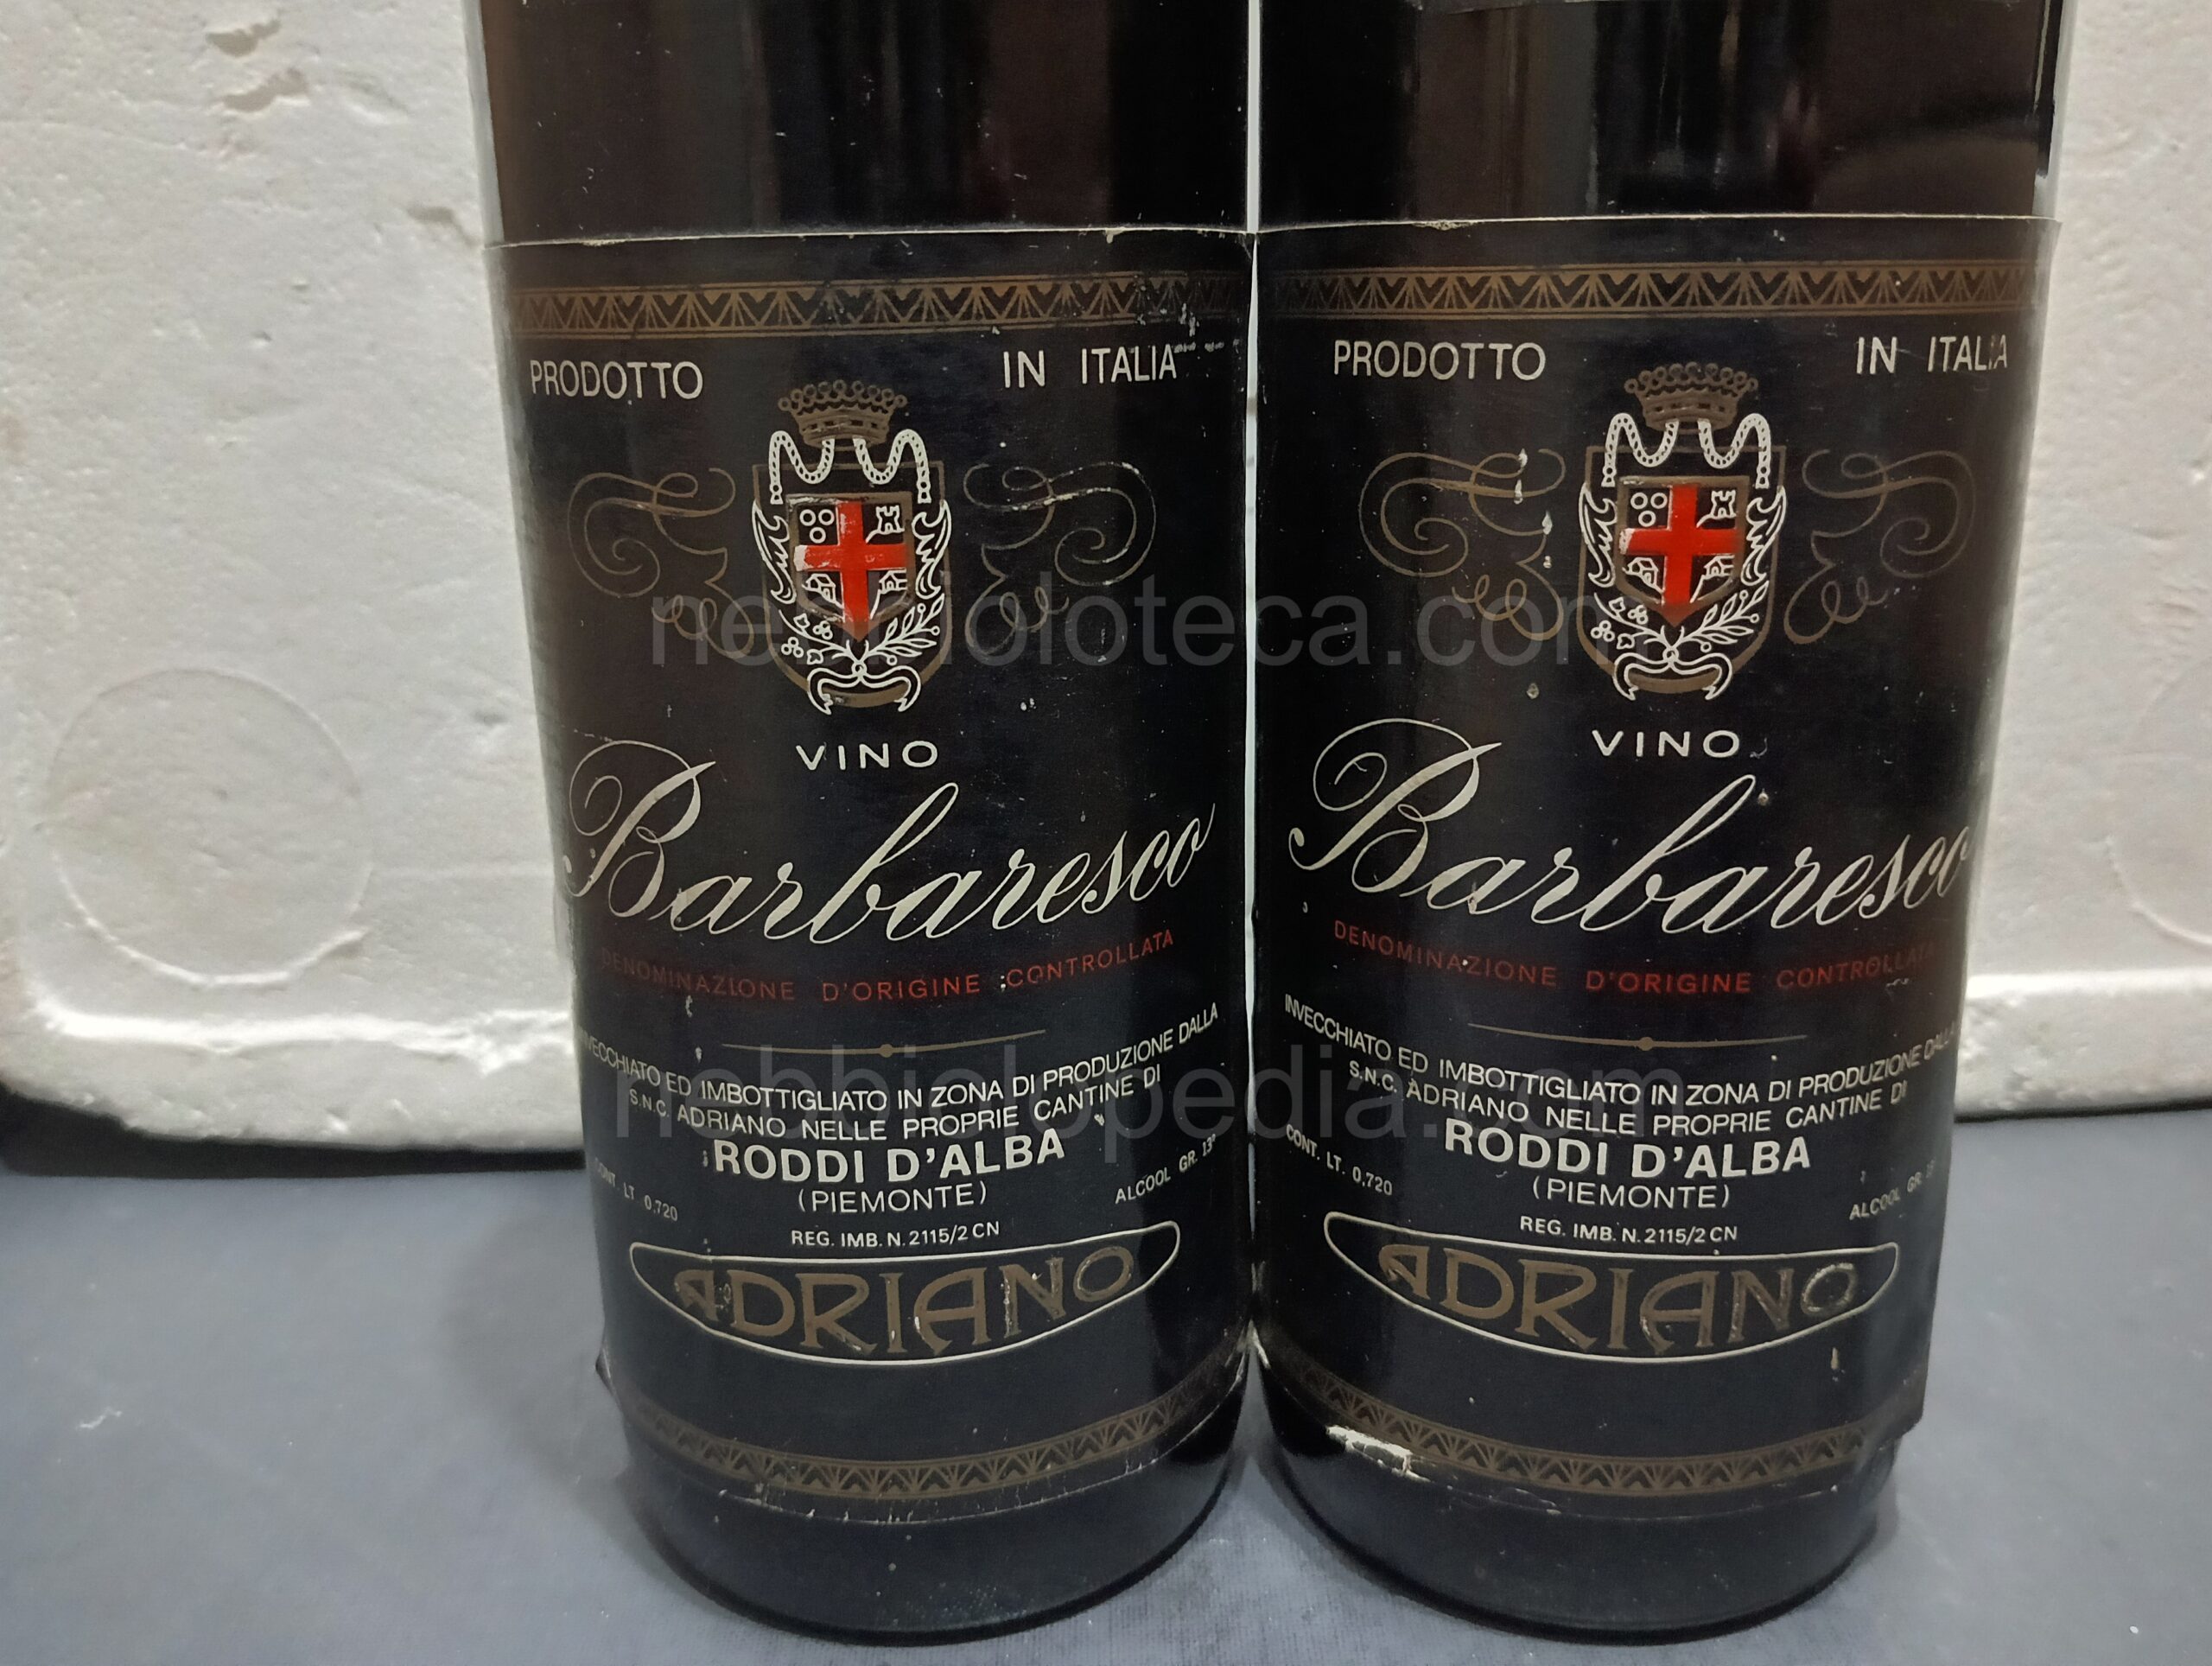 PRODOTTO IN ITALIA
VINO
Barbaresco
DENOMINAZIONE D'ORIGINE CONTROLLATA
INVECCHIATO ED IMBOTTIGLIATO IN ZONA DI PRODUZIONE DALLA
S.N.C. ADRIANO NELLE PROPRIE CANTINE DI
RODDI D'ALBA
(PIEMONTE)
CONT. LT. 0,720
ALCOOL GR. 13°
REG. IMB. N. 2115/2 CN
ADRIANO
PRODOTTO IN ITALIA
VINO
Barbaresco
DENOMINAZIONE D'ORIGINE CONTROLLATA
INVECCHIATO ED IMBOTTIGLIATO IN ZONA DI PRODUZIONE DALLA
S.N.C. ADRIANO NELLE PROPRIE CANTINE DI
RODDI D'ALBA
(PIEMONTE)
CONT. LT. 0,720
ALCOOL GR.
REG. IMB. N. 2115/2 CN
ADRIANO
nebbioloteca.com
nebbiolopedia.com